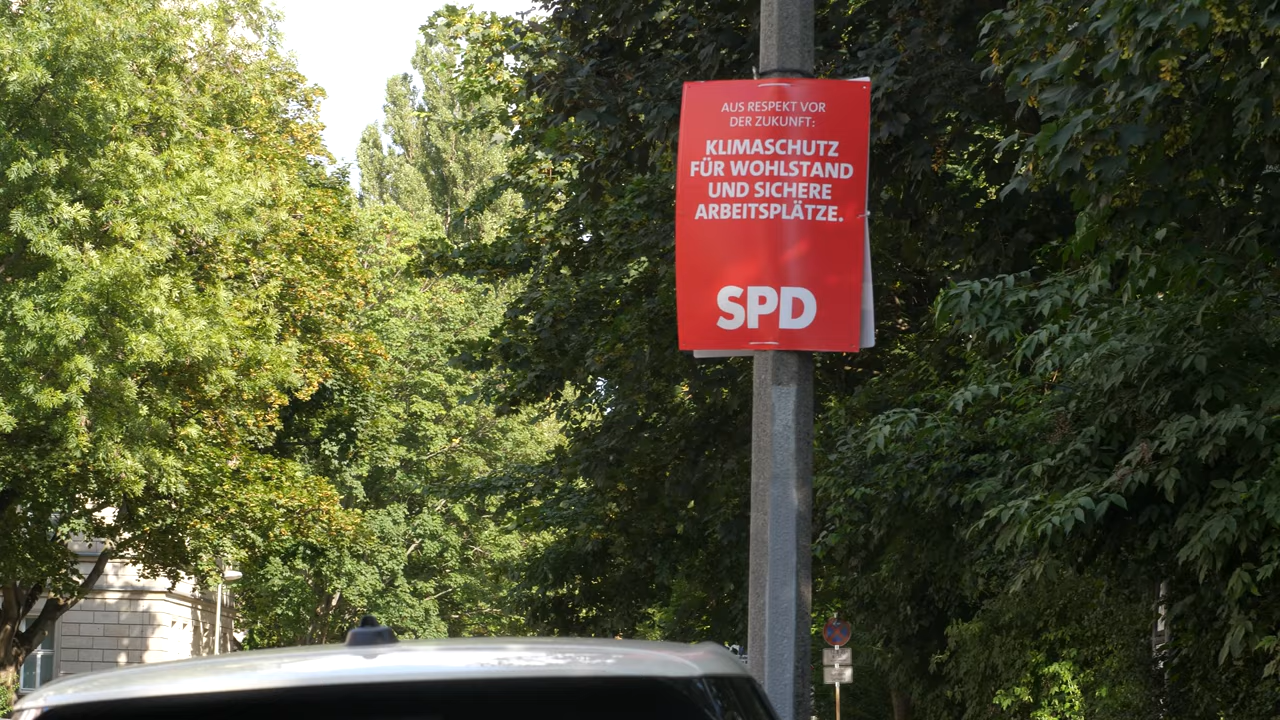 AUS RESPEKT VOR
DER ZUKUNFT:
KLIMASCHUTZ
FÜR WOHLSTAND
UND SICHERE
ARBEITSPLÄTZE.
SPD